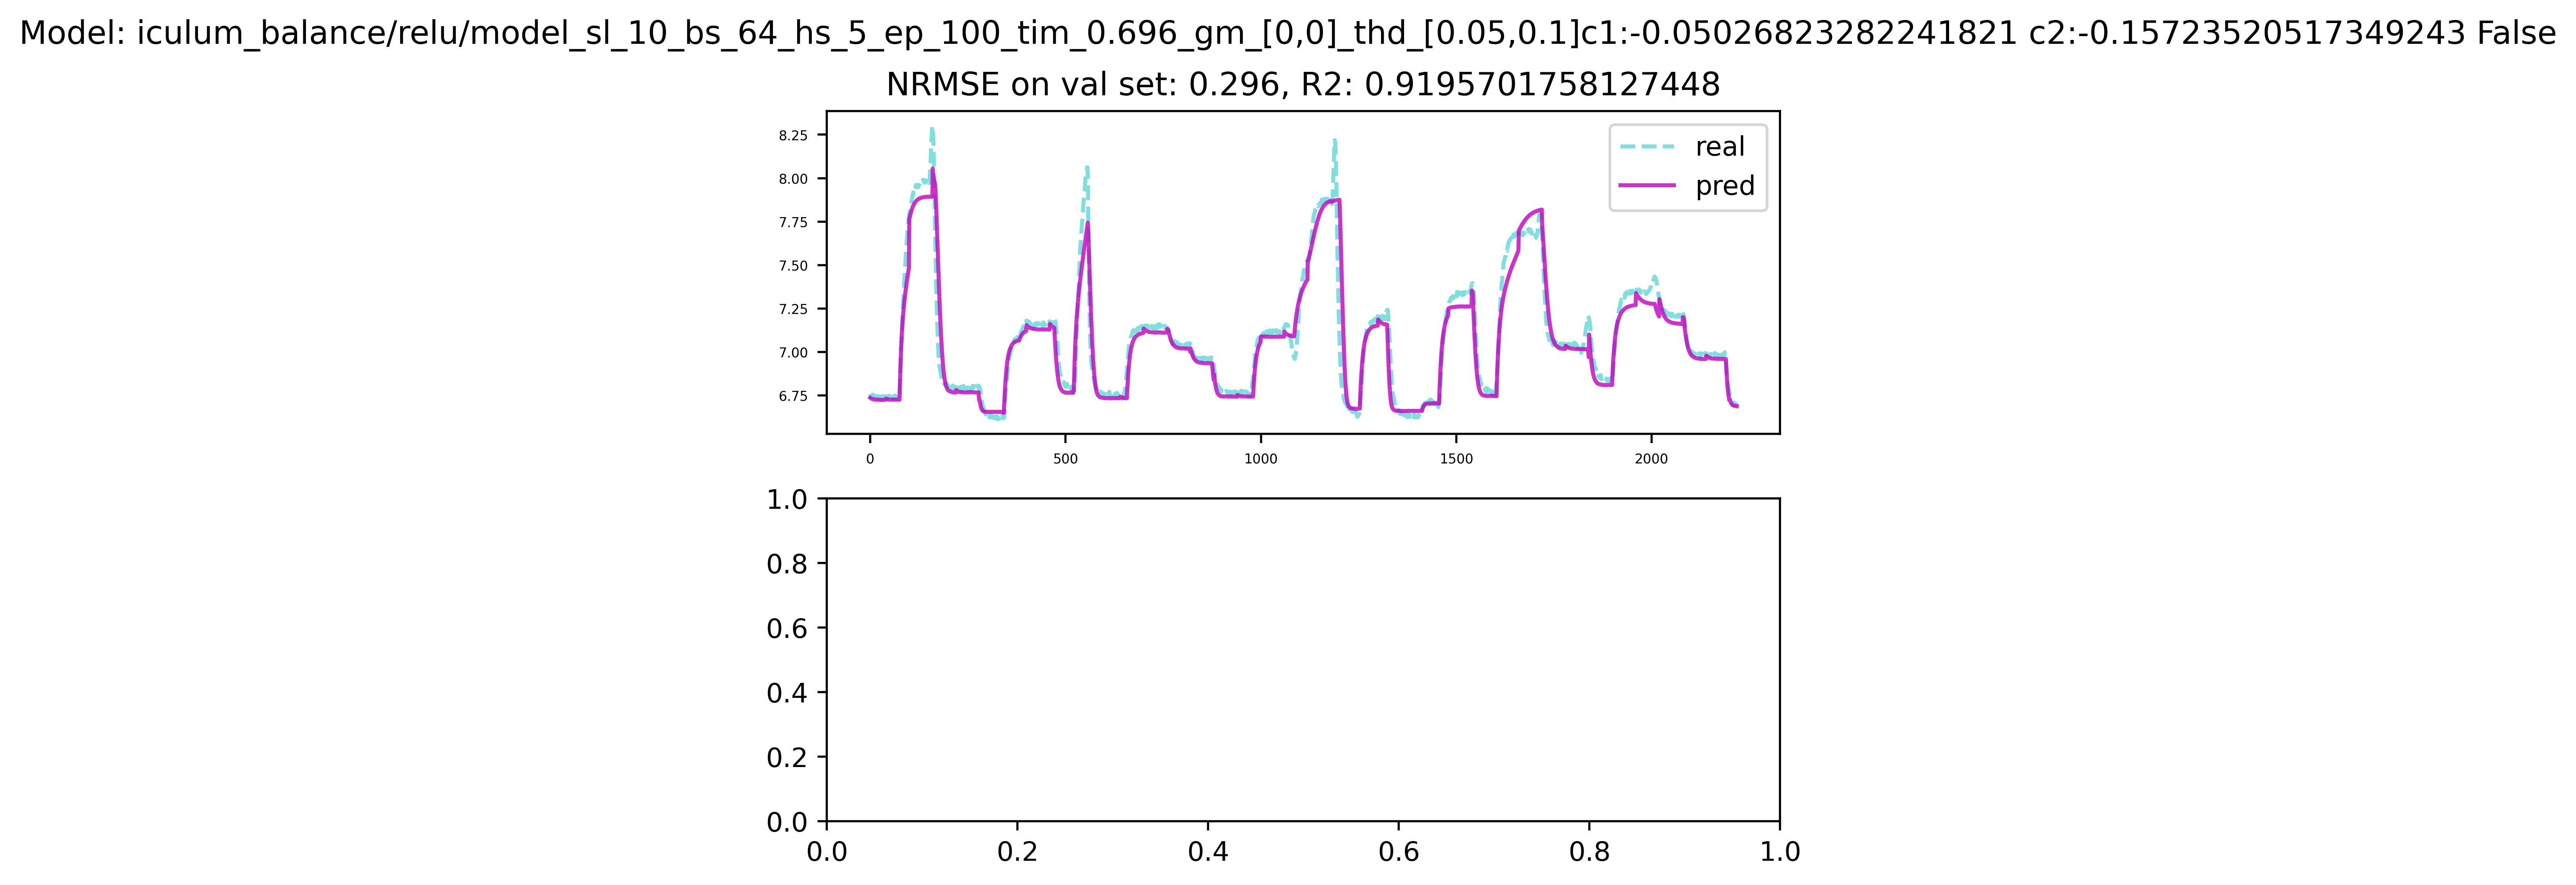 Model: iculum_balance/relu/model_sl_10_bs_64_hs_5_ep_100_tim_0.696_gm_[0,0]_thd_[0.05,0.1]c1:-0.05026823282241821 c2:-0.15723520517349243 False
NRMSE on val set: 0.296, R2: 0.9195701758127448
8.25
8.00
7.75
7.50
7.25
7.00
6.75
real
pred
0 500 1000 1500 2000
1.0
0.8
0.6
0.4
0.2
0.0
0.0 0.2 0.4 0.6 0.8 1.0